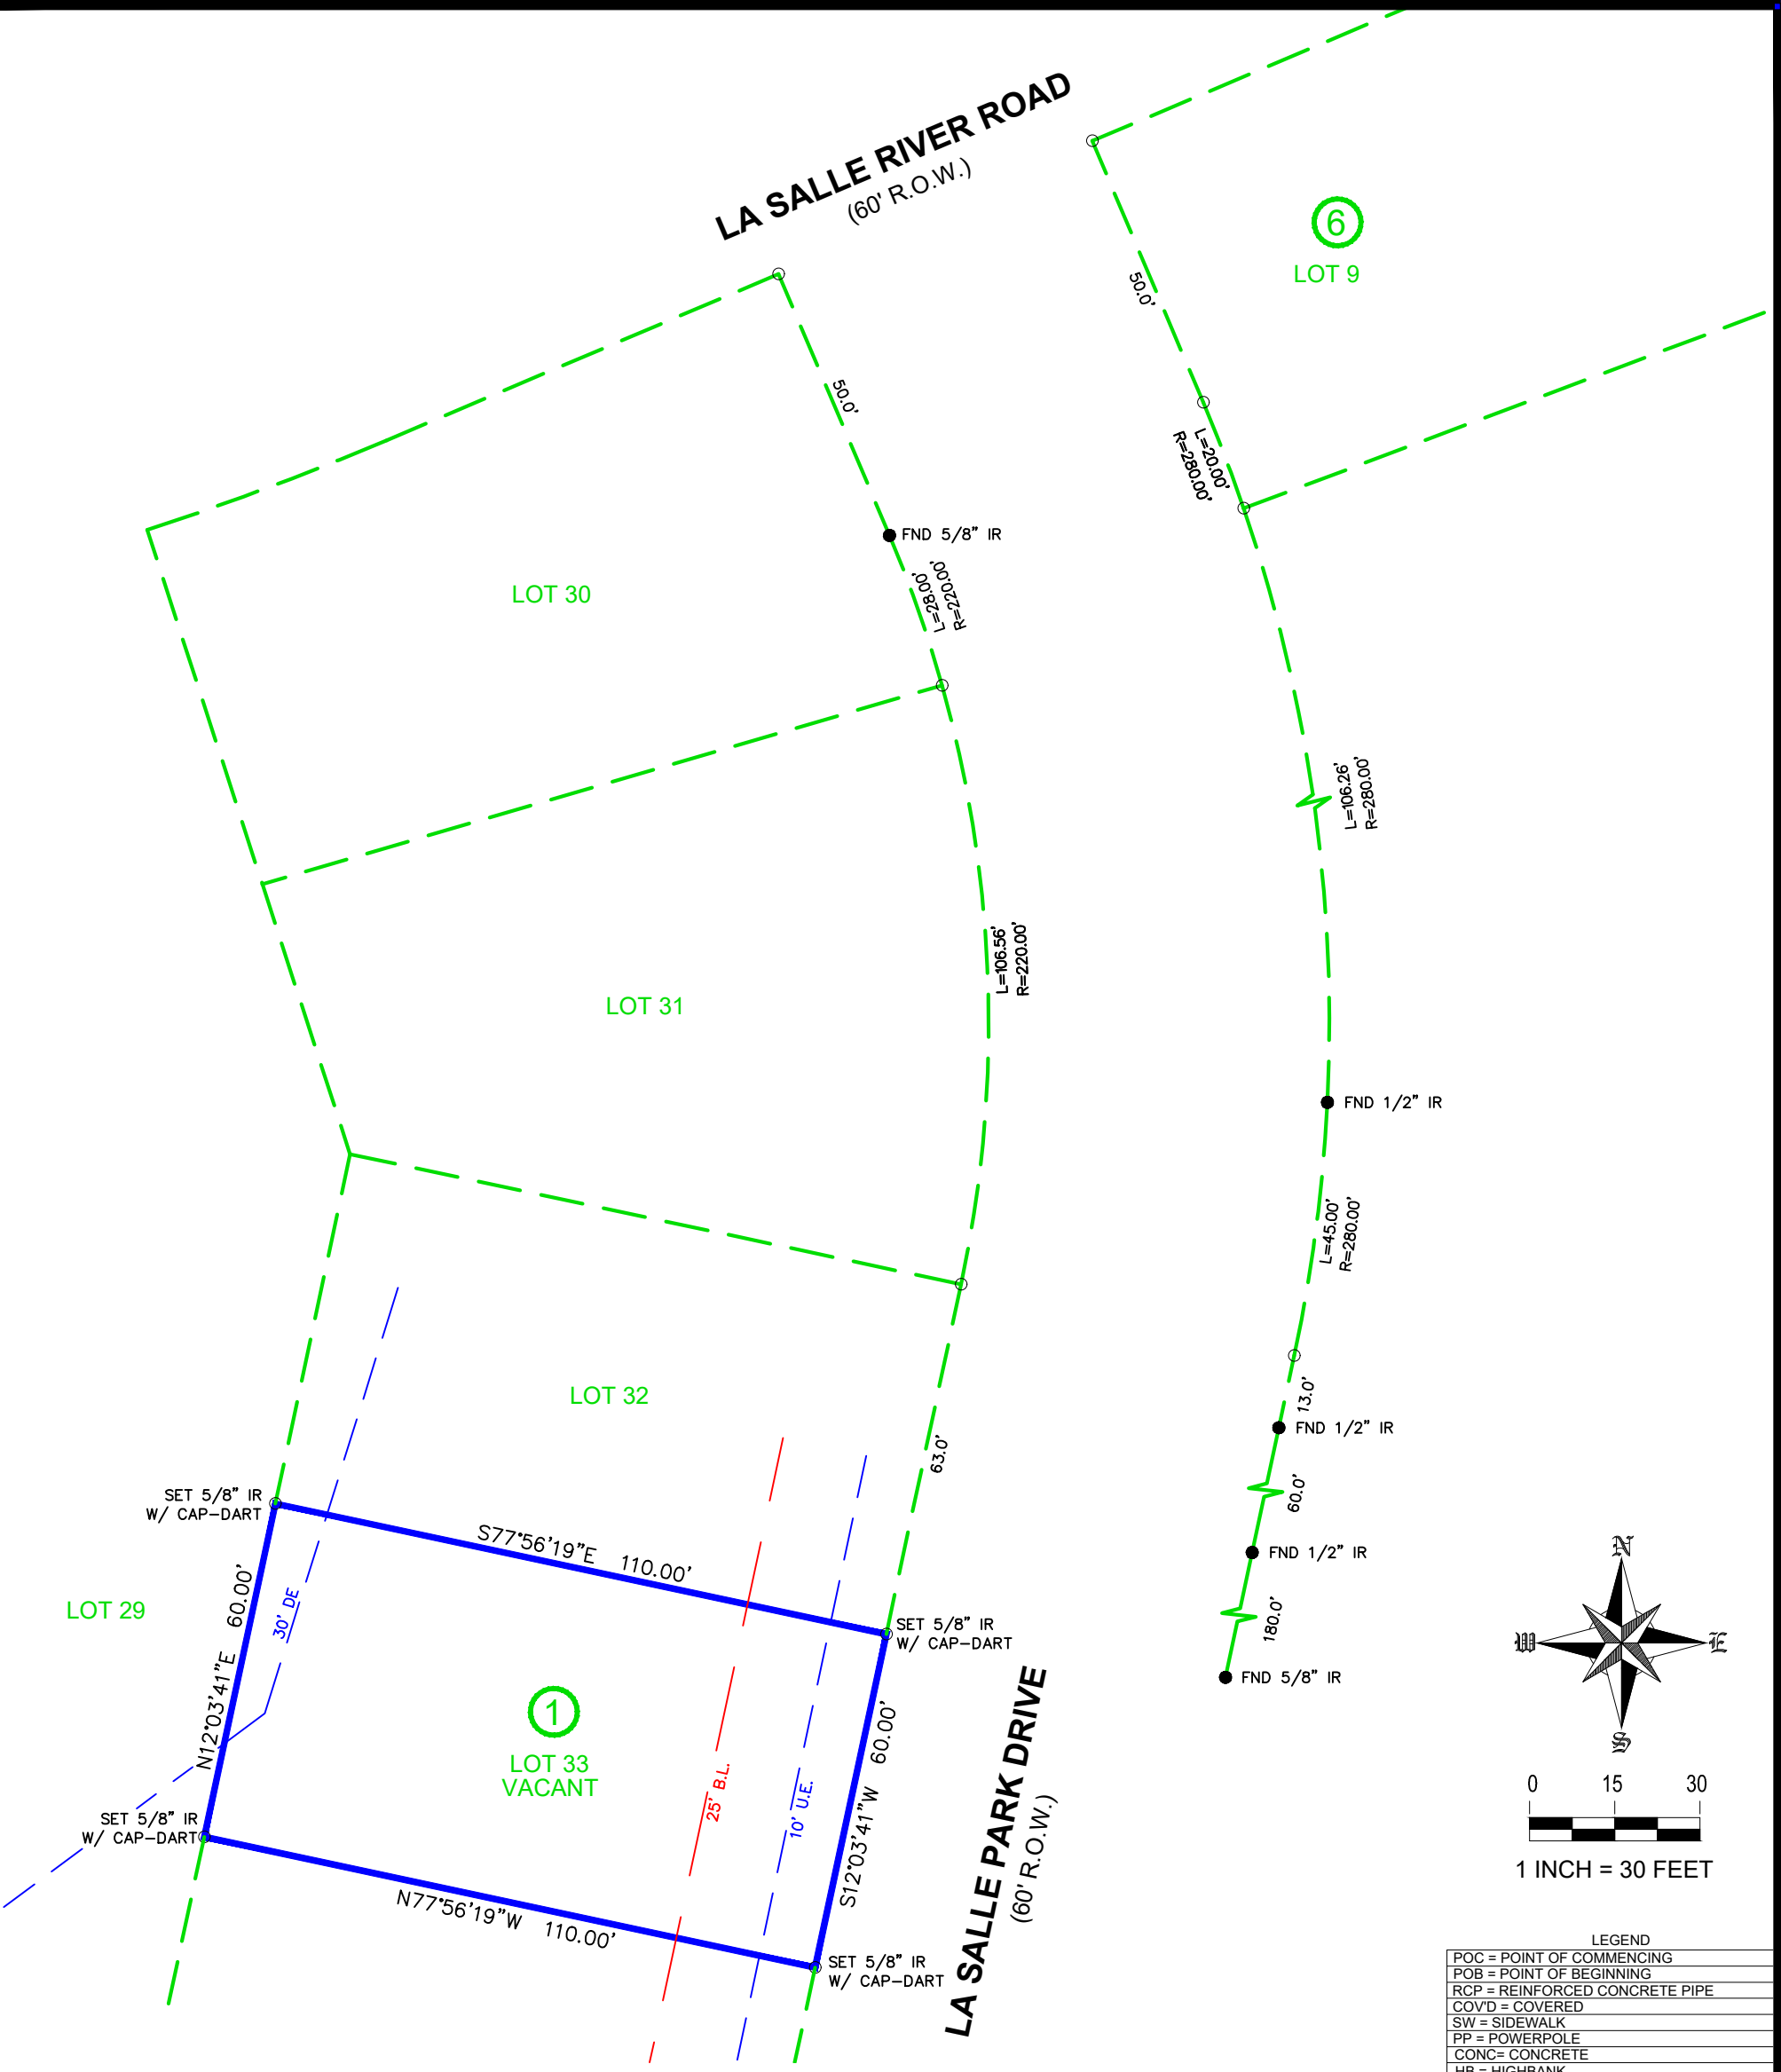 LA SALLE RIVER ROAD
(60' R.O.W.)
6
LOT 9
50.0'
50.0'
L=20.00'
R=280.00'
FND 5/8" IR
L=28.00'
R=220.00'
LOT 30
L=106.26'
R=280.00'
L=106.56'
R=220.00'
LOT 31
FND 1/2" IR
L=45.00'
R=280.00'
LOT 32
13.0'
FND 1/2" IR
63.0'
60.0'
SET 5/8" IR
W/ CAP-DART
S77°56'19"E 110.00'
FND 1/2" IR
LOT 29
N12°03'41"E 60.00'
30' DE
SET 5/8" IR
W/ CAP-DART
180.0'
FND 5/8" IR
N
W
E
S
1
LOT 33
VACANT
25' B.L.
10' U.E.
S12°03'41"W 60.00'
LA SALLE PARK DRIVE
(60' R.O.W.)
0 15 30
1 INCH = 30 FEET
SET 5/8" IR
W/ CAP-DART
N77°56'19"W 110.00'
SET 5/8" IR
W/ CAP-DART
LEGEND
POC = POINT OF COMMENCING
POB = POINT OF BEGINNING
RCP = REINFORCED CONCRETE PIPE
COV'D = COVERED
SW = SIDEWALK
PP = POWERPOLE
CONC= CONCRETE
HB = HIGHBANK